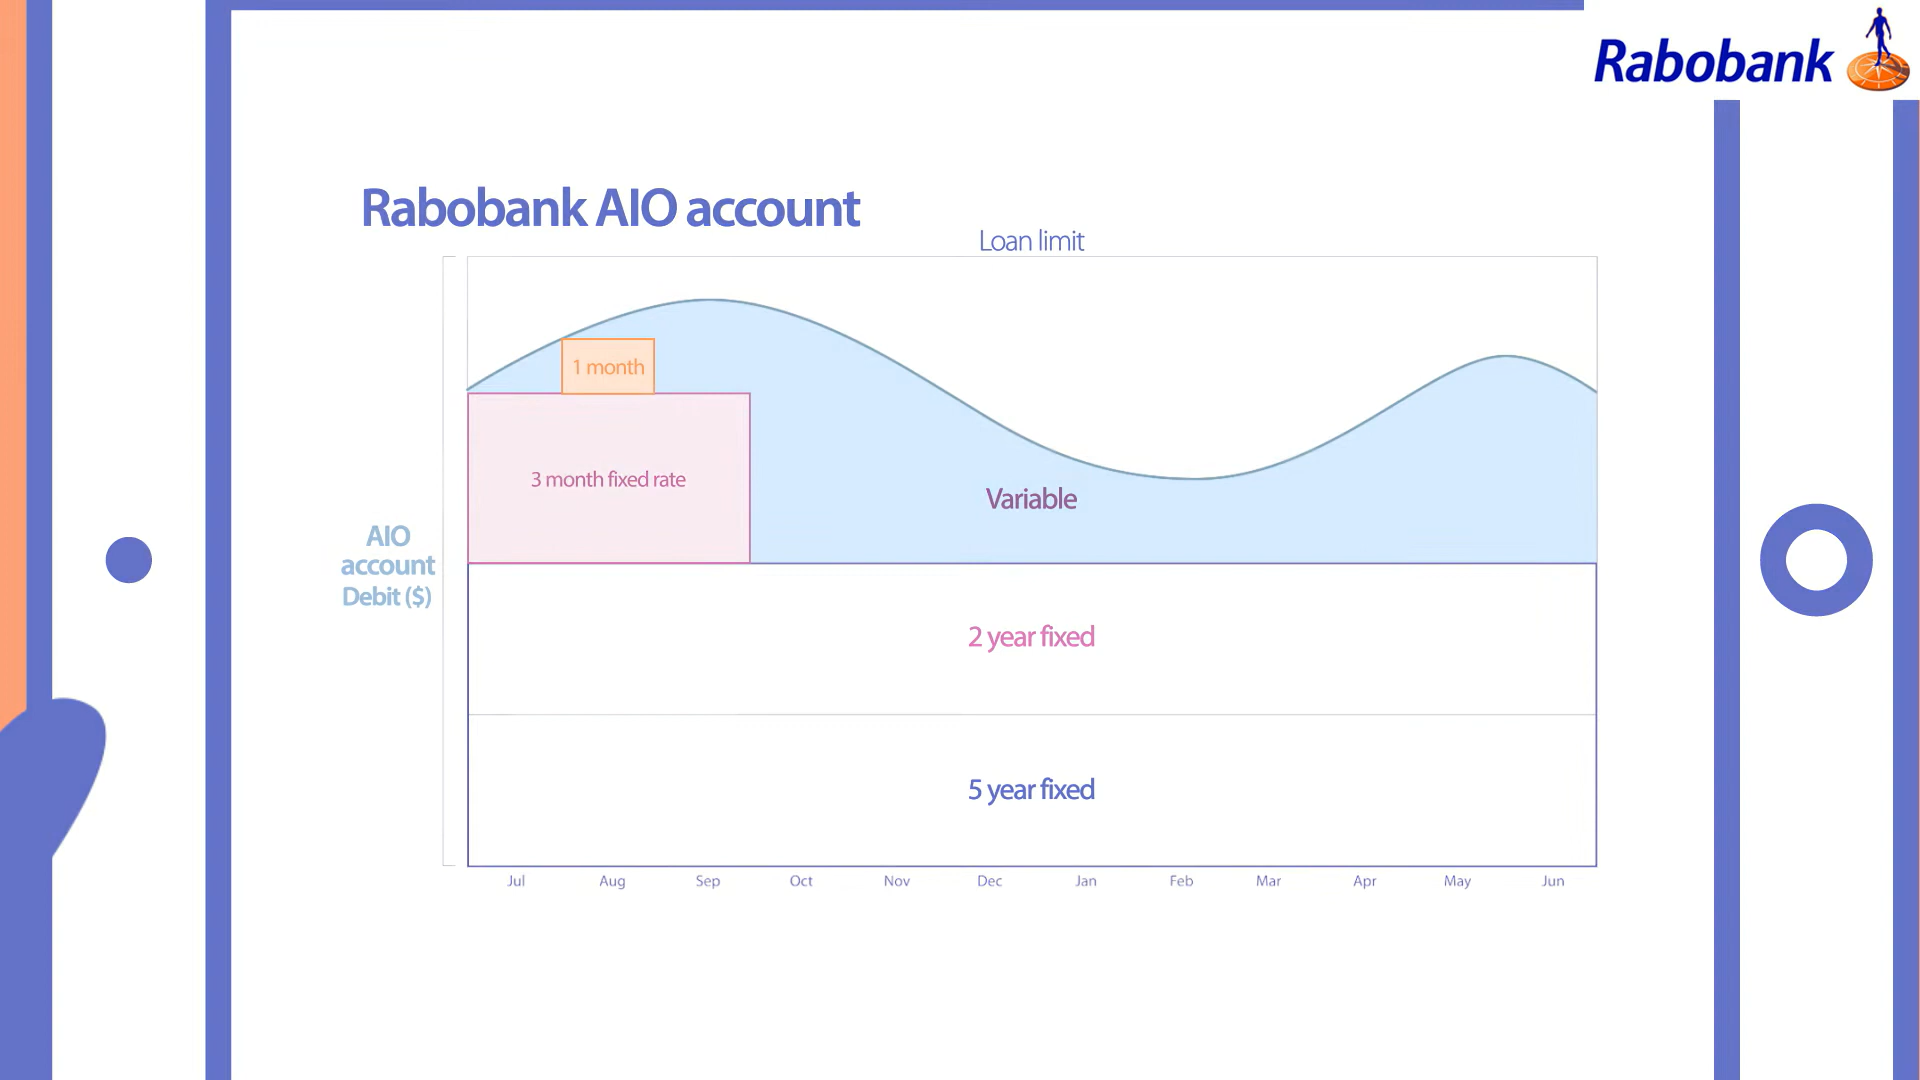 Rabobank
Rabobank AIO account
Loan limit
1 month
3 month fixed rate
Variable
AIO
account
Debit ($)
2 year fixed
5 year fixed
Jul Aug Sep Oct Nov Dec Jan Feb Mar Apr May Jun